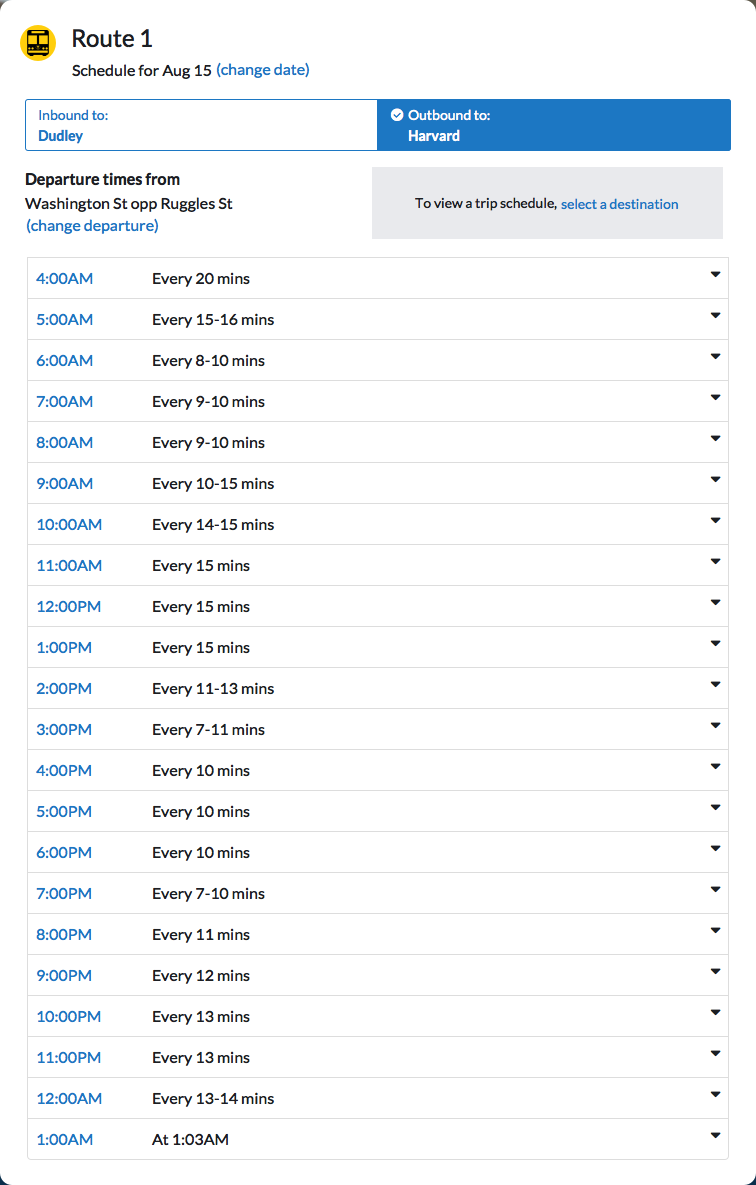 Route 1
Schedule for Aug 15 (change date)
Inbound to:
Dudley
Outbound to:
Harvard
Departure times from
Washington St opp Ruggles St
(change departure)
To view a trip schedule, select a destination
4:00AM Every 20 mins
5:00AM Every 15-16 mins
6:00AM Every 8-10 mins
7:00AM Every 9-10 mins
8:00AM Every 9-10 mins
9:00AM Every 10-15 mins
10:00AM Every 14-15 mins
11:00AM Every 15 mins
12:00PM Every 15 mins
1:00PM Every 15 mins
2:00PM Every 11-13 mins
3:00PM Every 7-11 mins
4:00PM Every 10 mins
5:00PM Every 10 mins
6:00PM Every 10 mins
7:00PM Every 7-10 mins
8:00PM Every 11 mins
9:00PM Every 12 mins
10:00PM Every 13 mins
11:00PM Every 13 mins
12:00AM Every 13-14 mins
1:00AM At 1:03AM